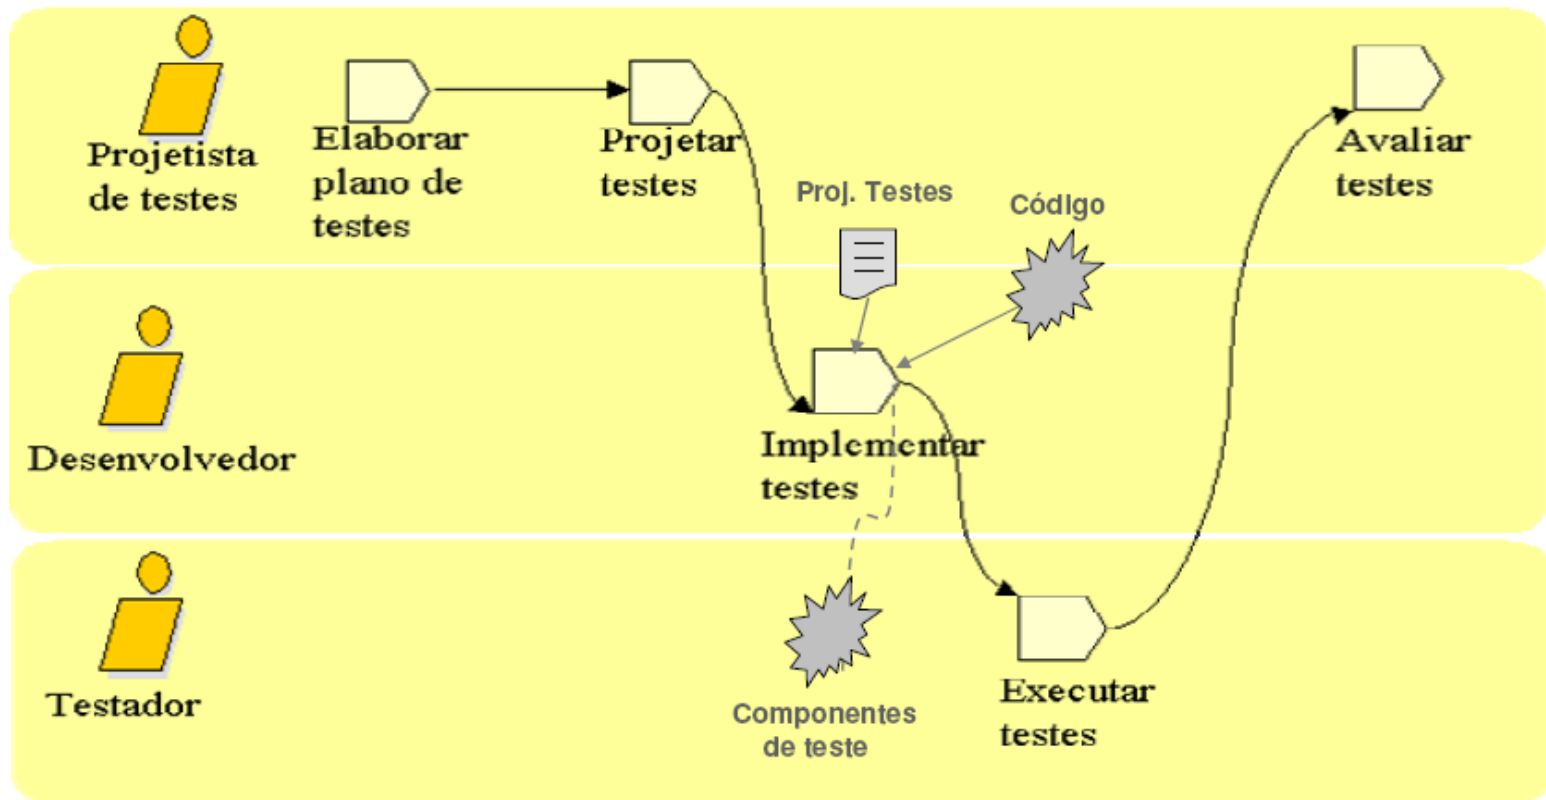 Projetista
de testes
Elaborar
plano de
testes
Projetar
testes
Proj. Testes
Código
Avaliar
testes
Desenvolvedor
Implementar
testes
Testador
Componentes
de teste
Executar
testes